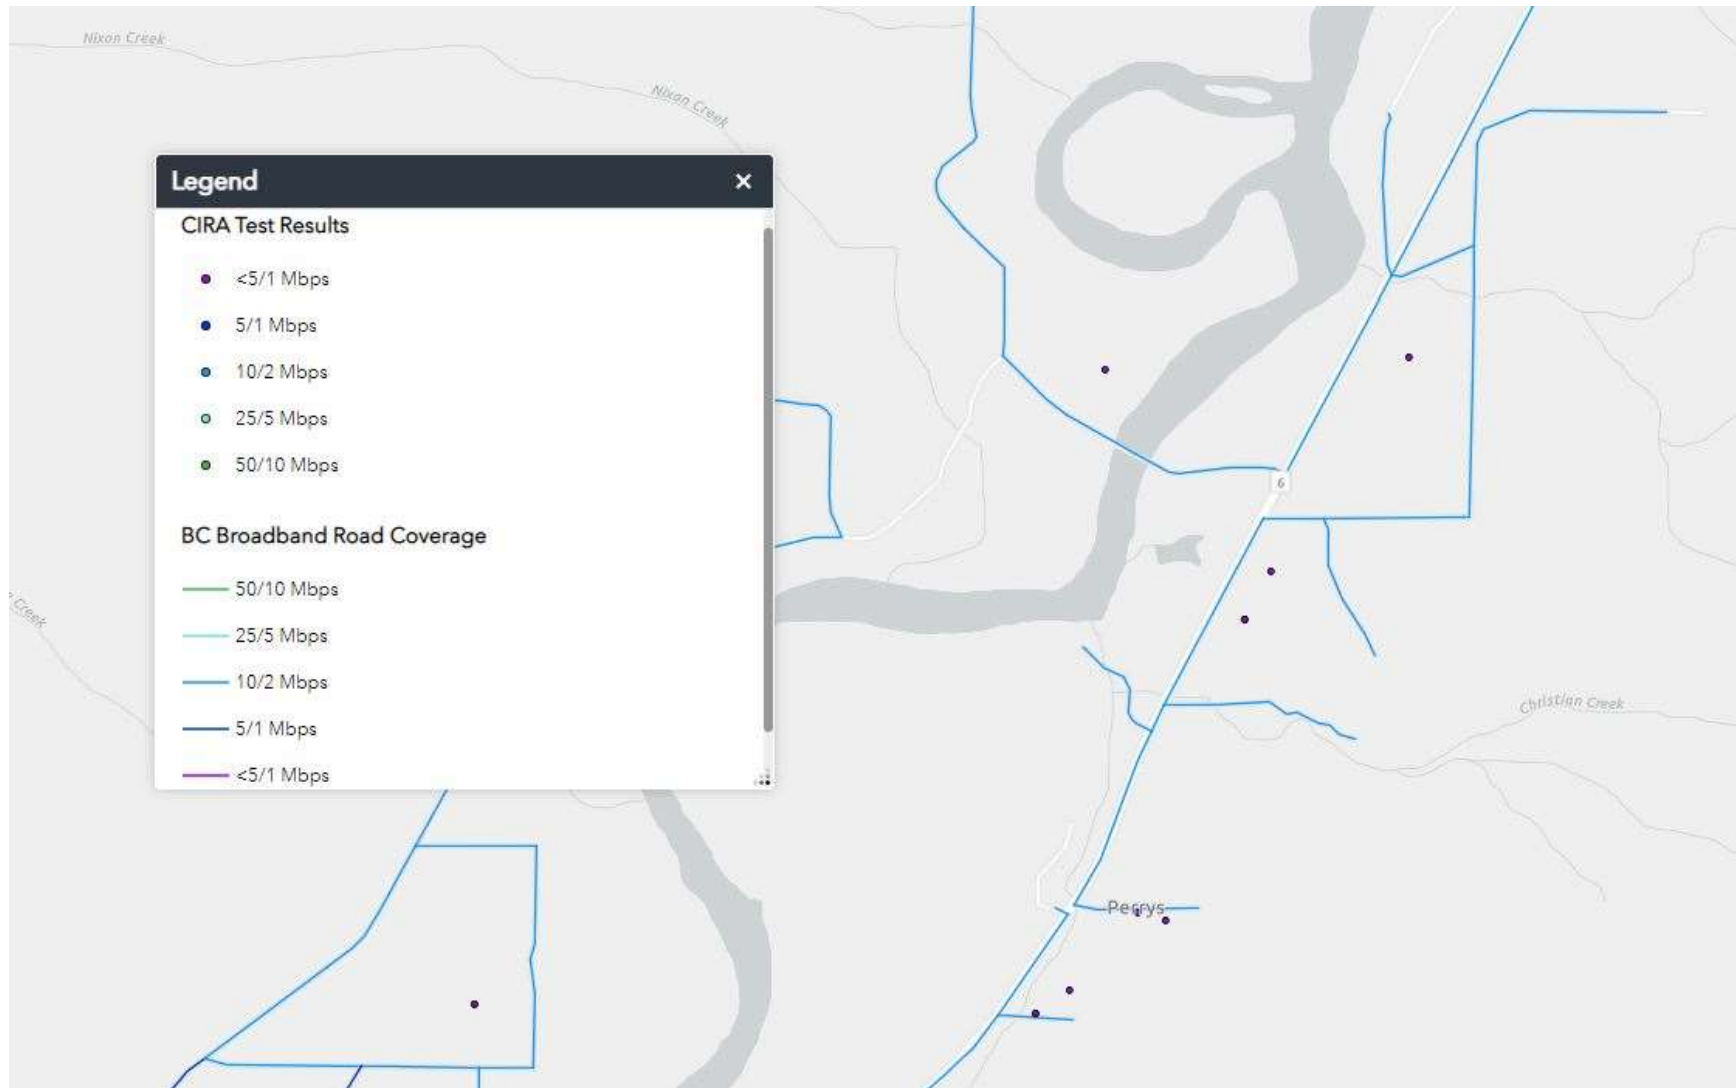 Nixon Creek
Nixon Creek
Legend
CIRA Test Results
<5/1 Mbps
5/1 Mbps
10/2 Mbps
25/5 Mbps
50/10 Mbps
BC Broadband Road Coverage
50/10 Mbps
25/5 Mbps
10/2 Mbps
5/1 Mbps
<5/1 Mbps
6
Creek
Christian Creek
Perrys